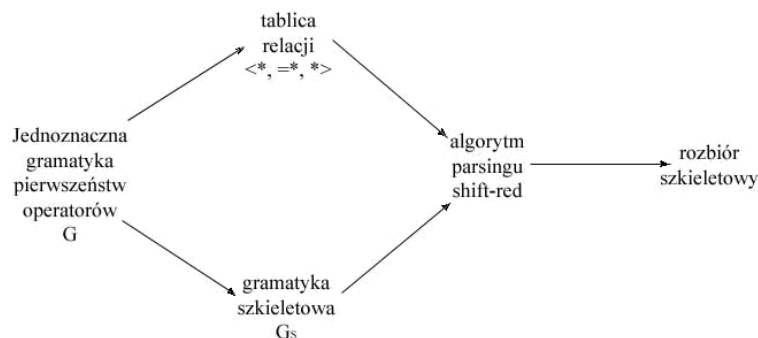 tablica
relacji
<*, =*, *>
Jednoznaczna
gramatyka
pierwszeństw
operatorów
G
algorytm
parsingu
shift-red
rozbiór
szkieletowy
gramatyka
szkieletowa
Gs